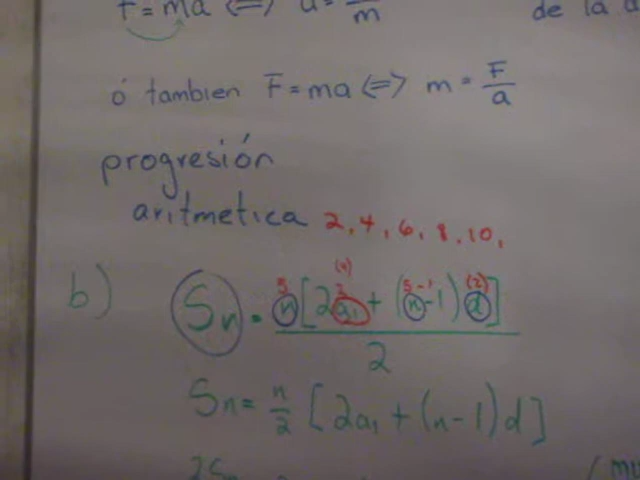 F = ma <=> a = / m
de la
ó tambien F = ma <=> m = F / a
progresión
aritmetica 2, 4, 6, 8, 10,
b) Sn = n[2a₁ + (n-1)d] / 2
Sn = n/2 [2a₁ + (n-1)d]
2Sn